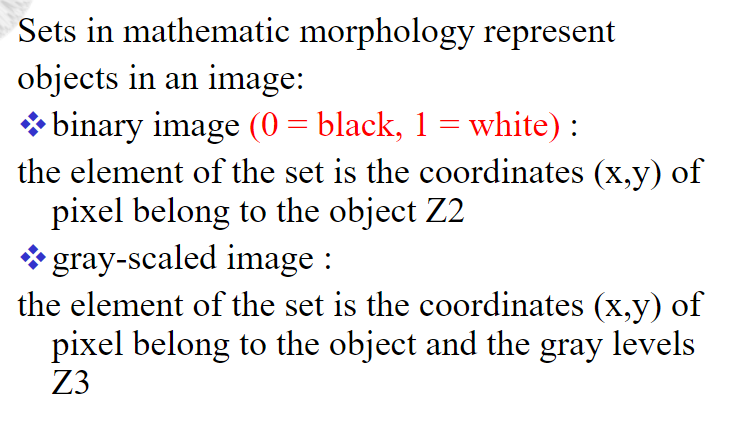 Sets in mathematic morphology represent
objects in an image:
❖ binary image (0 = black, 1 = white) :
the element of the set is the coordinates (x,y) of
pixel belong to the object Z2
❖ gray-scaled image :
the element of the set is the coordinates (x,y) of
pixel belong to the object and the gray levels
Z3